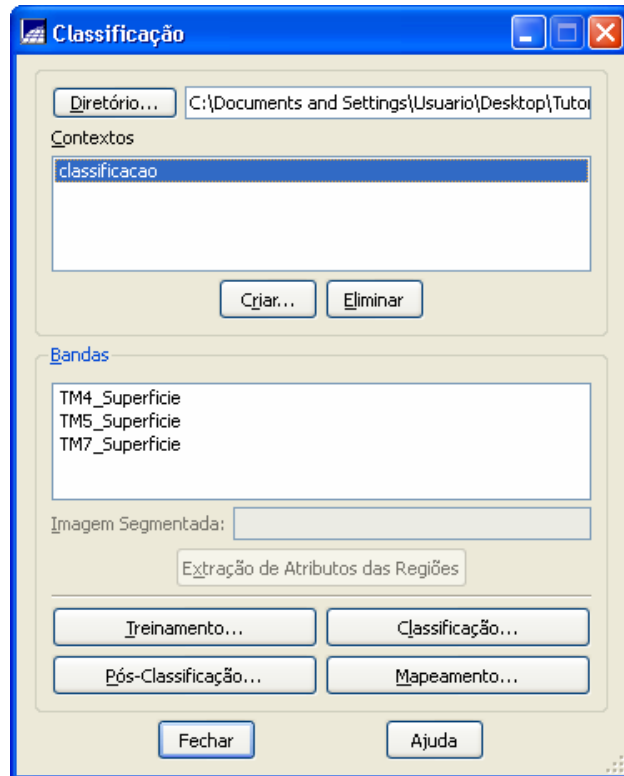 Classificação
Diretório... C:\Documents and Settings\Usuario\Desktop\Tutor
Contextos
classificacao
Criar... Eliminar
Bandas
TM4_Superficie
TM5_Superficie
TM7_Superficie
Imagem Segmentada:
Extração de Atributos das Regiões
Treinamento... Classificação...
Pós-Classificação... Mapeamento...
Fechar Ajuda